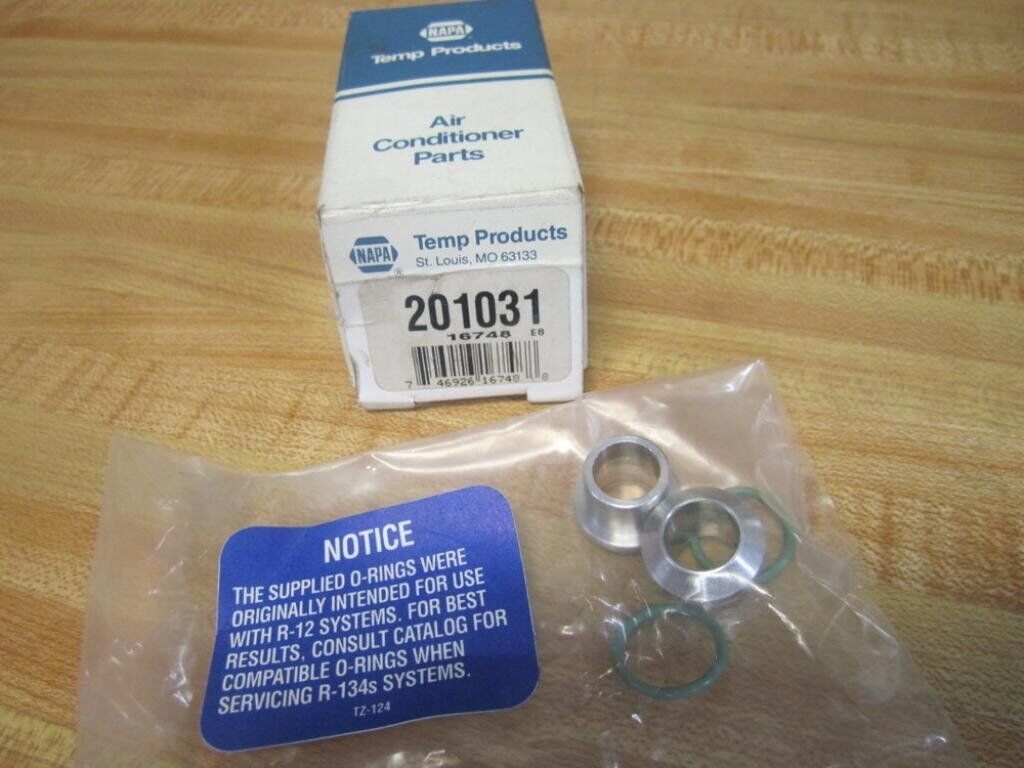 NAPA
Temp Products
Air
Conditioner
Parts
NAPA ®
Temp Products
St. Louis, MO 63133
201031
16748 E8
7 46926 16748 8
NOTICE
THE SUPPLIED O-RINGS WERE
ORIGINALLY INTENDED FOR USE
WITH R-12 SYSTEMS. FOR BEST
RESULTS, CONSULT CATALOG FOR
COMPATIBLE O-RINGS WHEN
SERVICING R-134s SYSTEMS.
TZ-124